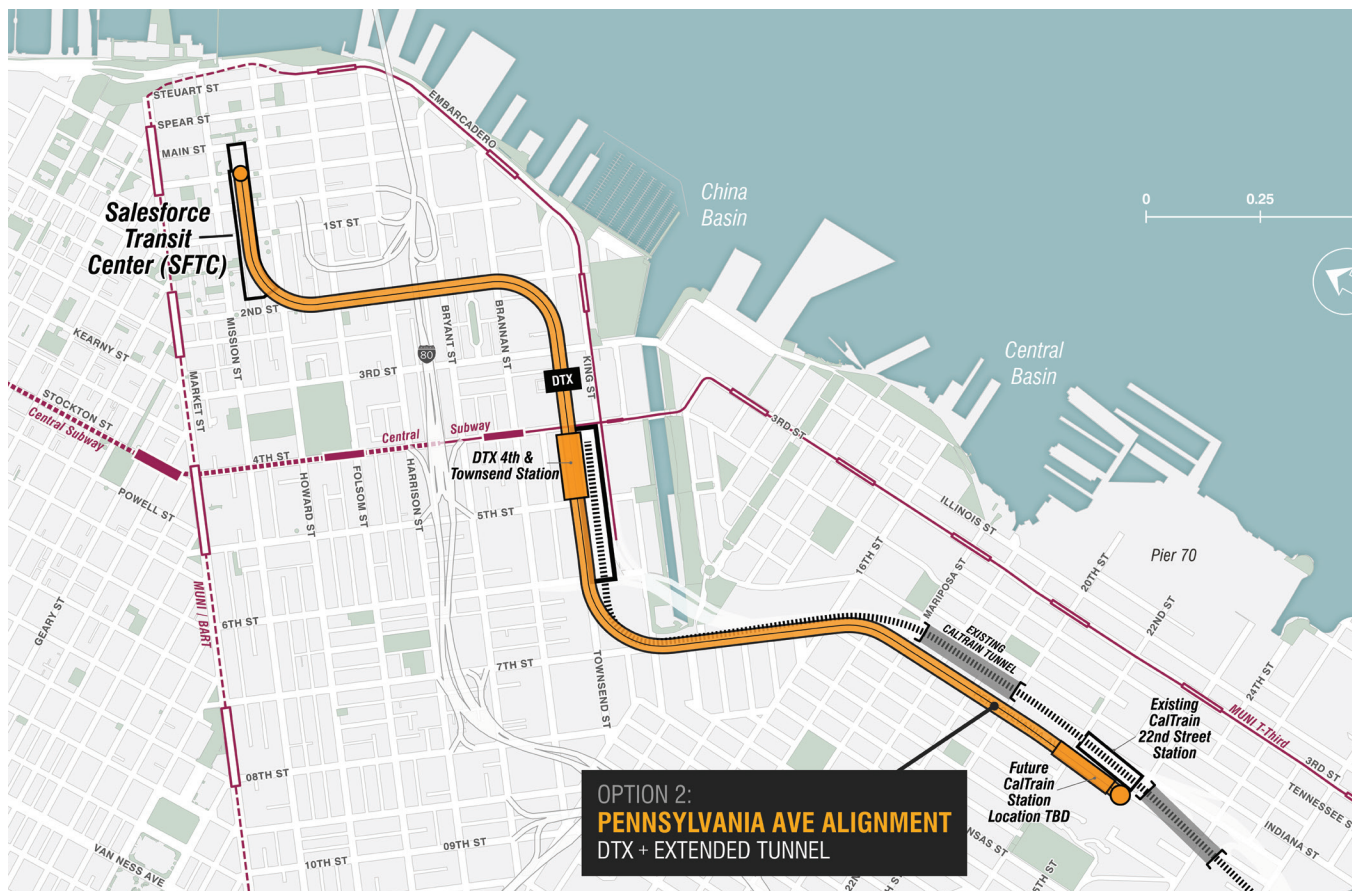 STEUART ST
SPEAR ST
MAIN ST
EMBARCADERO
China
Basin
0
0.25
Salesforce
Transit
Center (SFTC)
1ST ST
2ND ST
KEARNY ST
MISSION ST
MARKET ST
80
BRYANT ST
BRANNAN ST
KING ST
3RD ST
DTX
Central
Basin
STOCKTON ST
Central Subway
4TH ST
Central
Subway
3RD ST
DTX 4th &
Townsend Station
POWELL ST
HOWARD ST
FOLSOM ST
HARRISON ST
5TH ST
ILLINOIS ST
16TH ST
MARIPOSA ST
20TH ST
Pier 70
22ND ST
24TH ST
GEARY ST
MUNI / BART
6TH ST
7TH ST
TOWNSEND ST
EXISTING
CALTRAIN TUNNEL
Existing
CalTrain
22nd Street
Station
MUNI T-Third
3RD ST
TENNESSEE S
INDIANA ST
08TH ST
Future
CalTrain
Station
Location TBD
OPTION 2:
PENNSYLVANIA AVE ALIGNMENT
DTX + EXTENDED TUNNEL
NSAS ST
VAN NESS AVE
10TH ST
09TH ST
22N
5TH ST